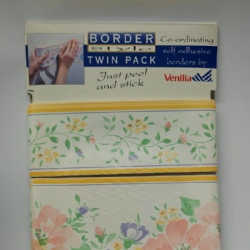 BORDER
style
TWIN PACK
Just peel
and stick
Co-ordinating
self adhesive
borders by
Venilia